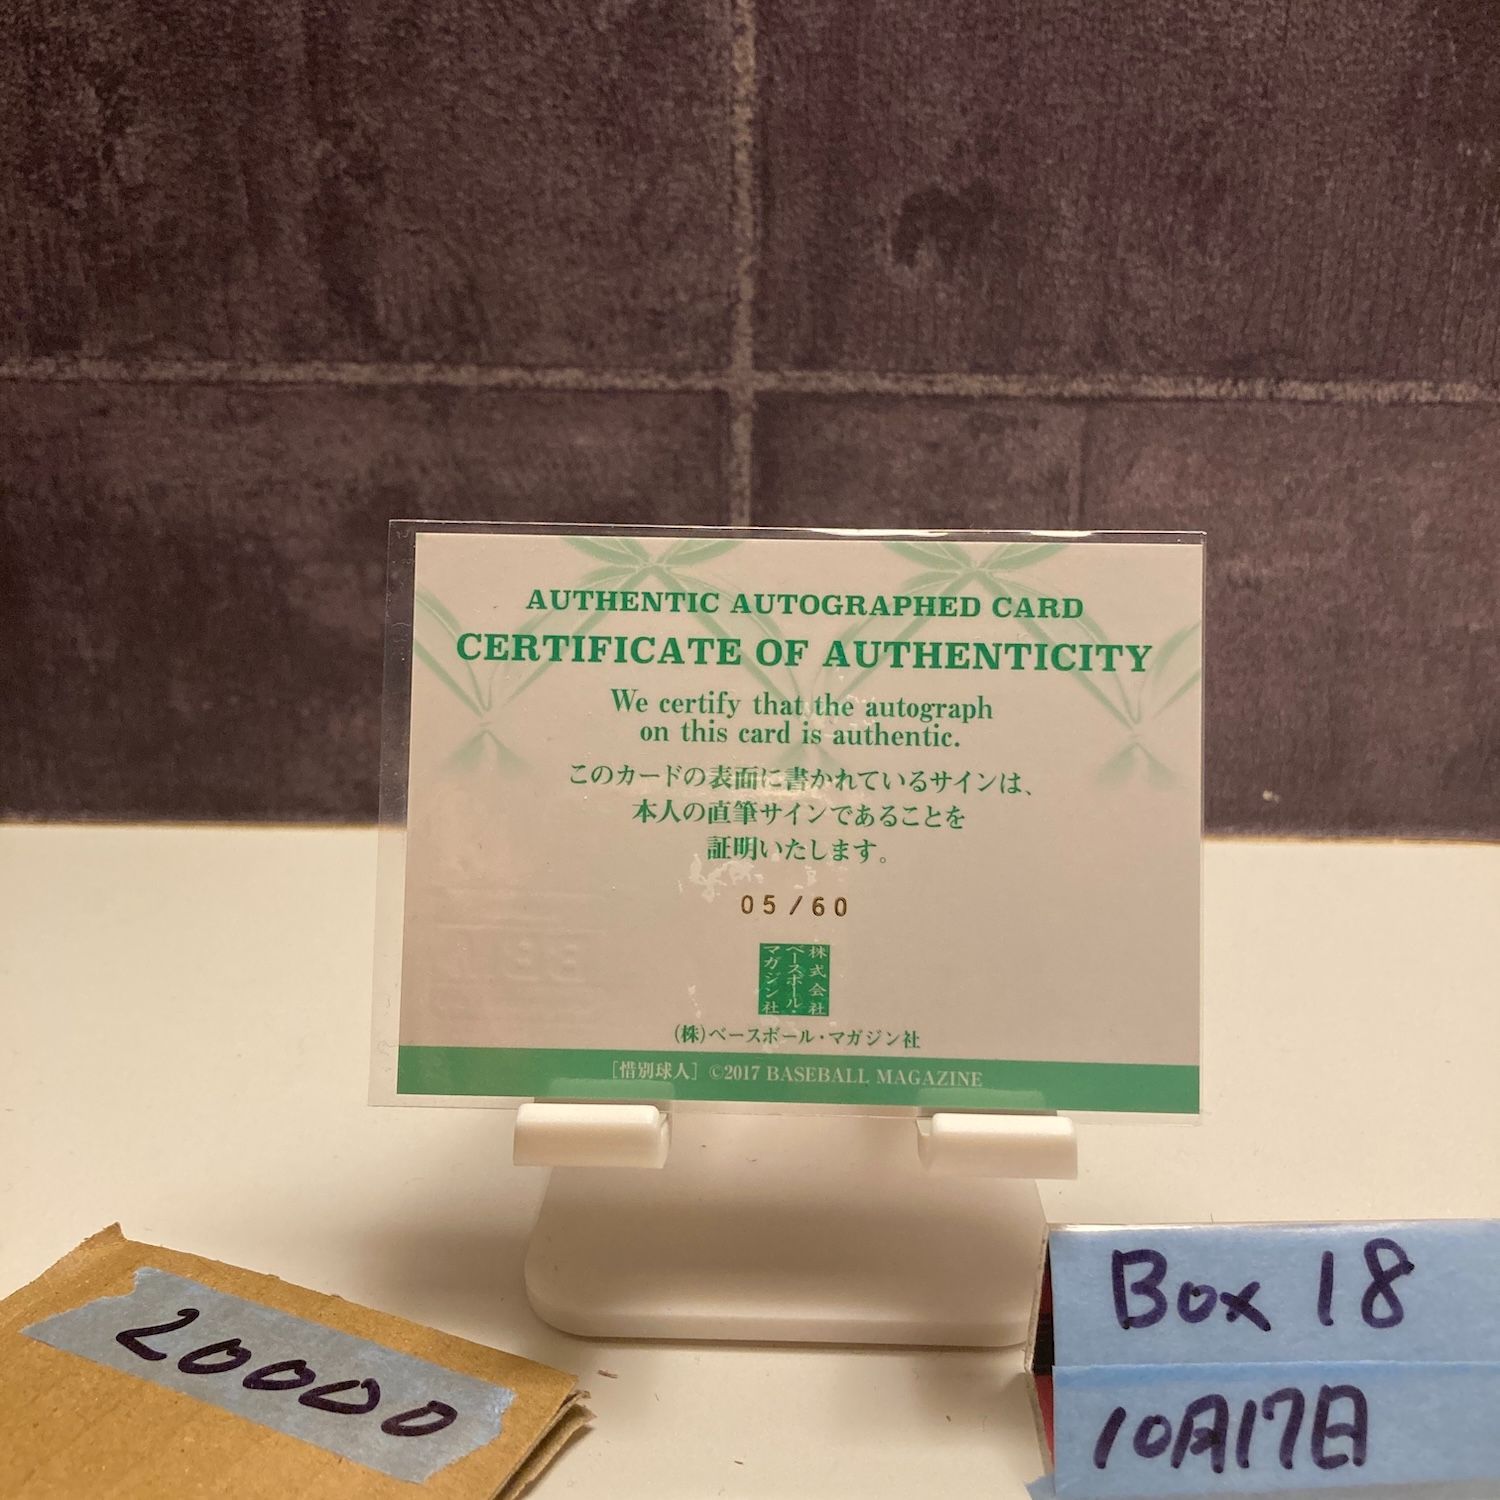 AUTHENTIC AUTOGRAPHED CARD
CERTIFICATE OF AUTHENTICITY
We certify that the autograph
on this card is authentic.
このカードの表面に書かれているサインは、
本人の直筆サインであることを
証明いたします。
05/60
株式会社
ベースボール・
マガジン社
(株)ベースボール・マガジン社
[惜別球人] ©2017 BASEBALL MAGAZINE
20000
Box 18
10月17日